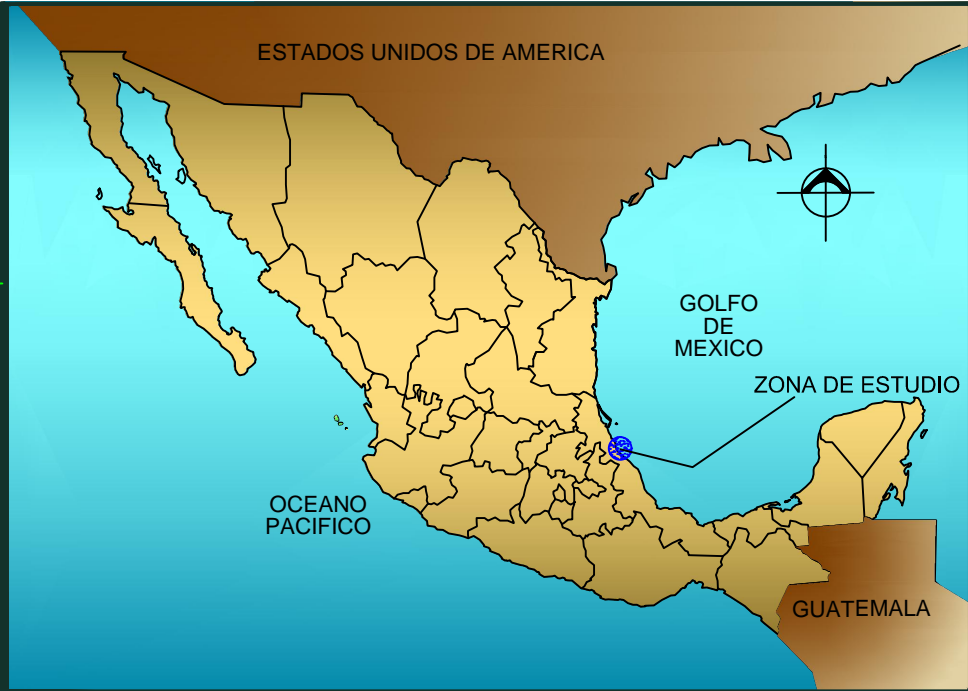 ESTADOS UNIDOS DE AMERICA
GOLFO
DE
MEXICO
ZONA DE ESTUDIO
OCEANO
PACIFICO
GUATEMALA